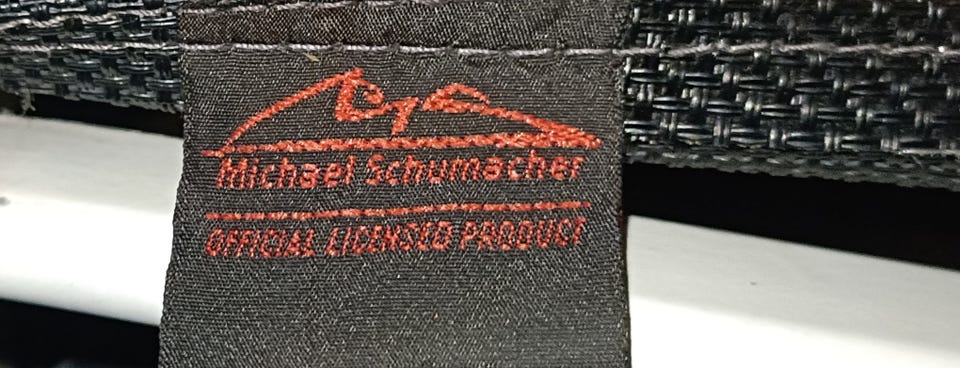 Michael Schumacher
OFFICIAL LICENSED PRODUCT